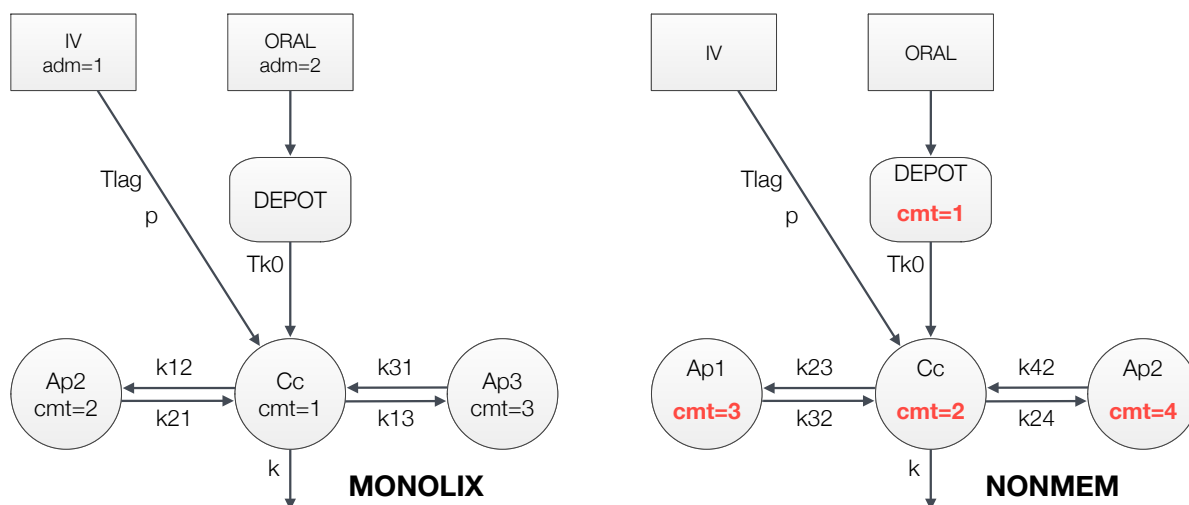 IV
adm=1
ORAL
adm=2
Tlag
p
DEPOT
Tk0
Ap2
cmt=2
k12
k21
Cc
cmt=1
k31
k13
Ap3
cmt=3
k
MONOLIX
IV
ORAL
Tlag
p
DEPOT
cmt=1
Tk0
Ap1
cmt=3
k23
k32
Cc
cmt=2
k42
k24
Ap2
cmt=4
k
NONMEM